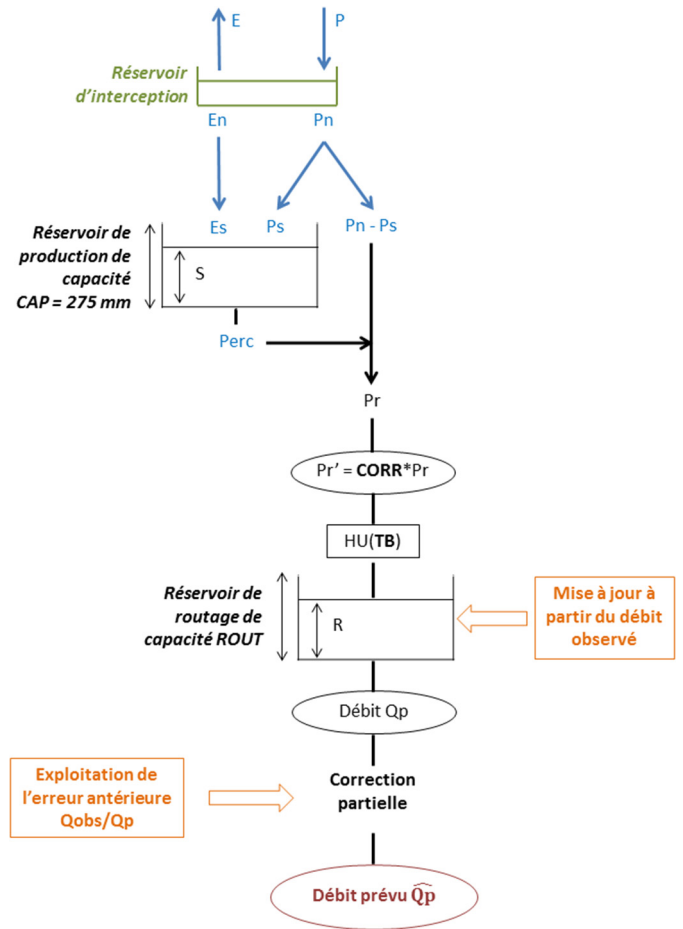 E
P
Réservoir
d'interception
En
Pn
Es
Ps
Pn - Ps
Réservoir de
production de
capacité
CAP = 275 mm
S
Perc
Pr
Pr' = CORR*Pr
HU(TB)
Réservoir de
routage de
capacité ROUT
R
Mise à jour à
partir du débit
observé
Débit Qp
Exploitation de
l'erreur antérieure
Qobs/Qp
Correction
partielle
Débit prévu Q̂p